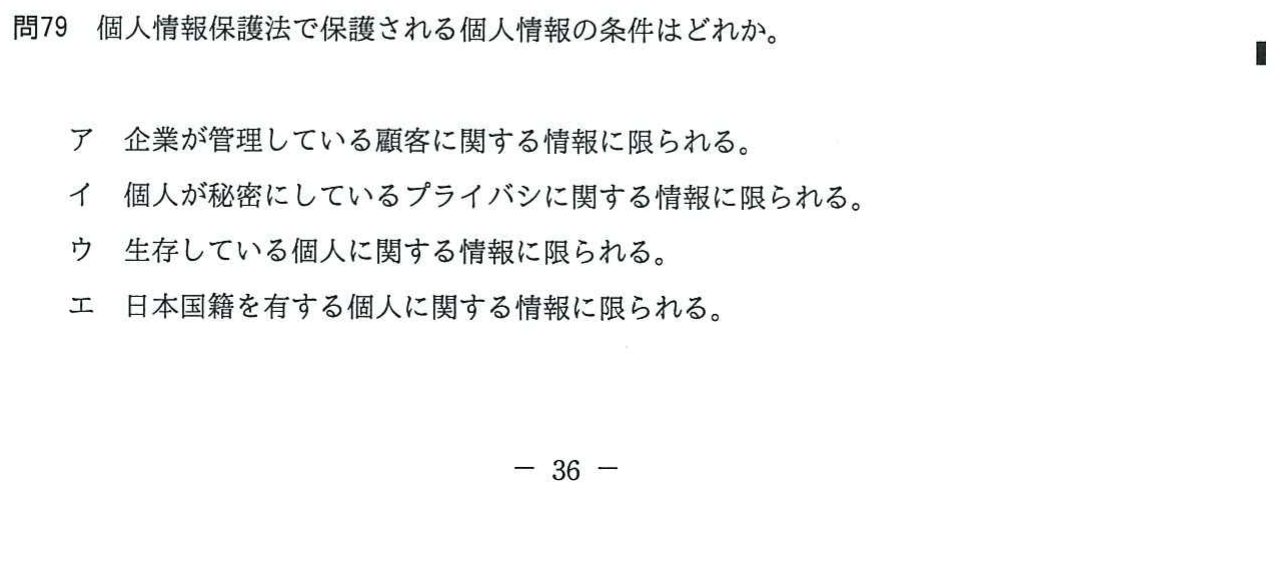 問79 個人情報保護法で保護される個人情報の条件はどれか。
ア 企業が管理している顧客に関する情報に限られる。
イ 個人が秘密にしているプライバシに関する情報に限られる。
ウ 生存している個人に関する情報に限られる。
エ 日本国籍を有する個人に関する情報に限られる。
－ 36 －